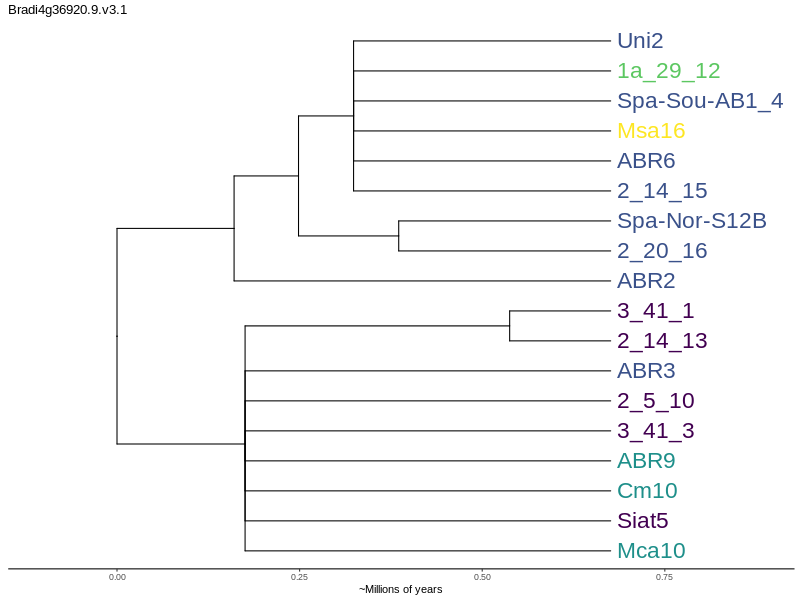 Bradi4g36920.9.v3.1
Uni2
1a_29_12
Spa-Sou-AB1_4
Msa16
ABR6
2_14_15
Spa-Nor-S12B
2_20_16
ABR2
3_41_1
2_14_13
ABR3
2_5_10
3_41_3
ABR9
Cm10
Siat5
Mca10
0.00 0.25 0.50 0.75
~Millions of years